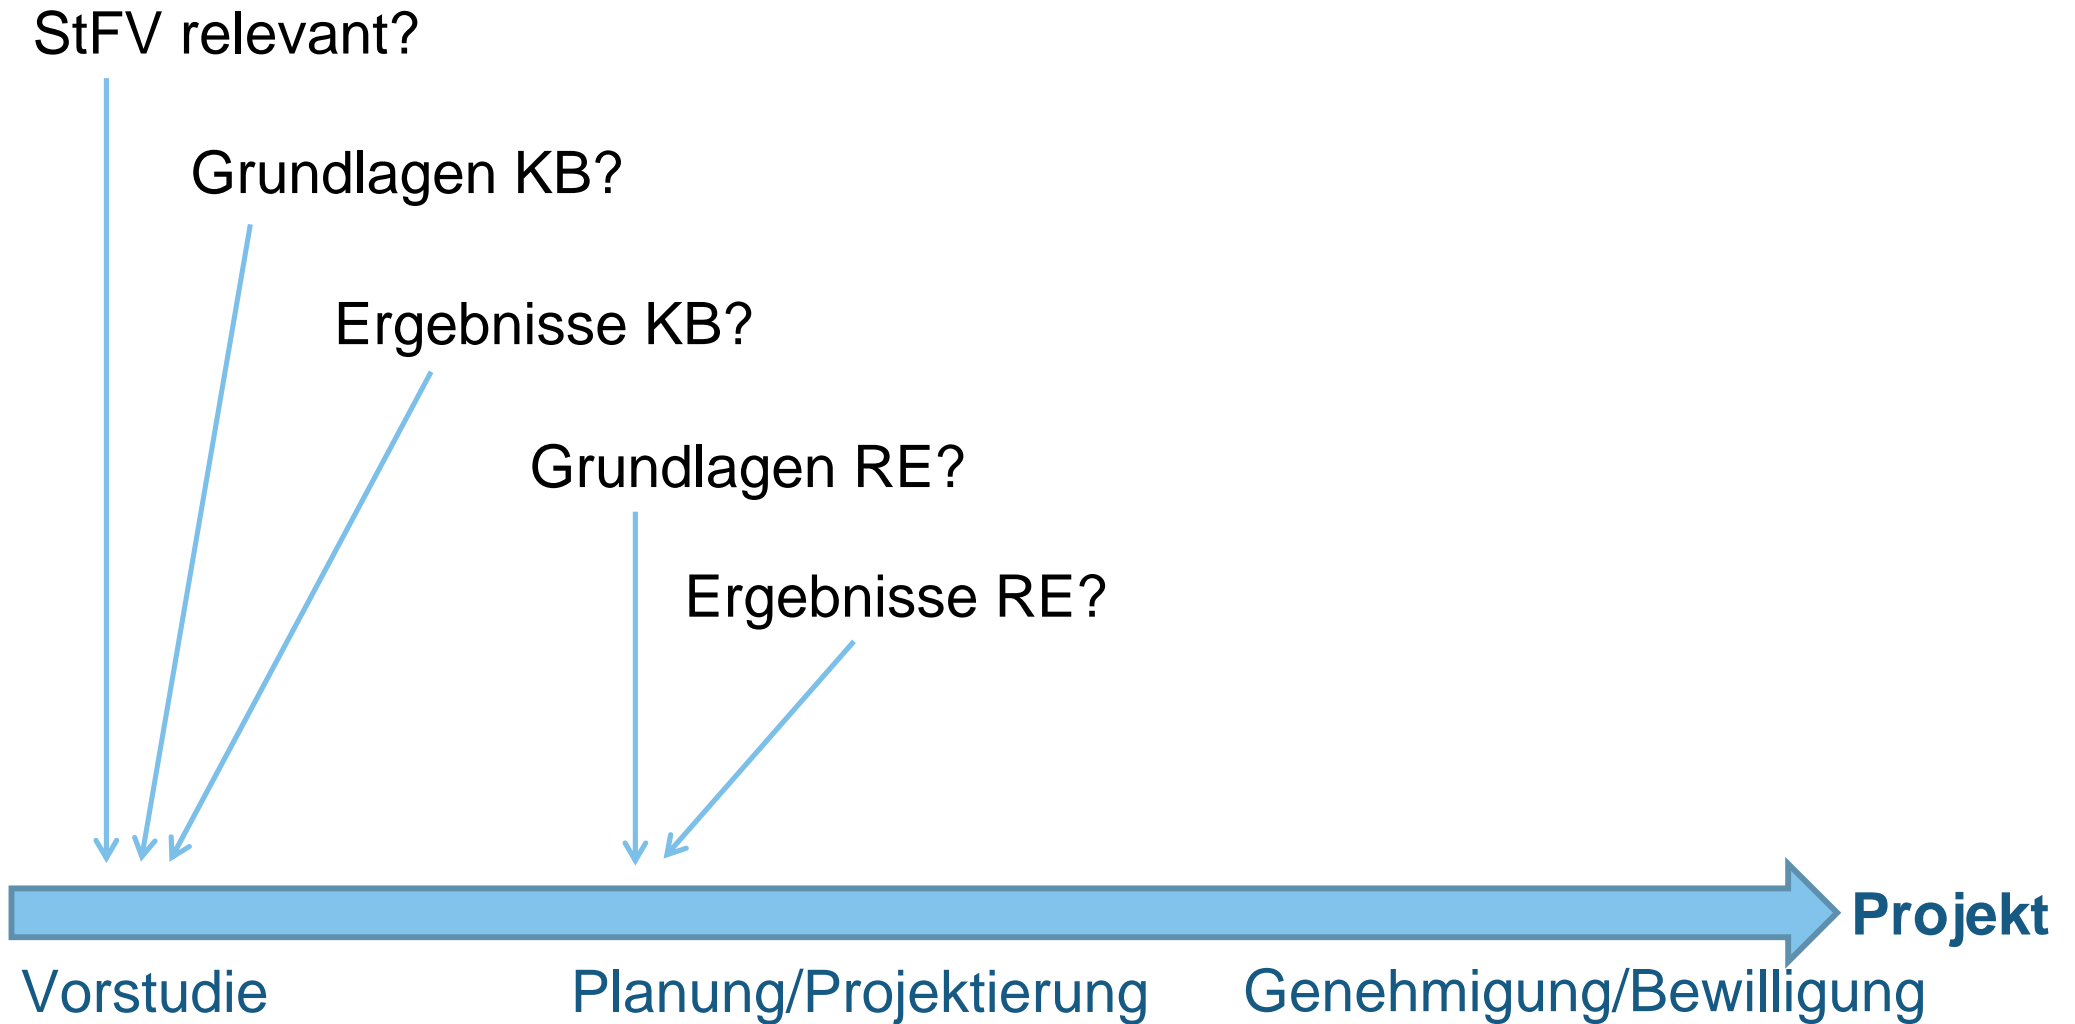 StFV relevant?
Grundlagen KB?
Ergebnisse KB?
Grundlagen RE?
Ergebnisse RE?
Projekt
Vorstudie
Planung/Projektierung
Genehmigung/Bewilligung